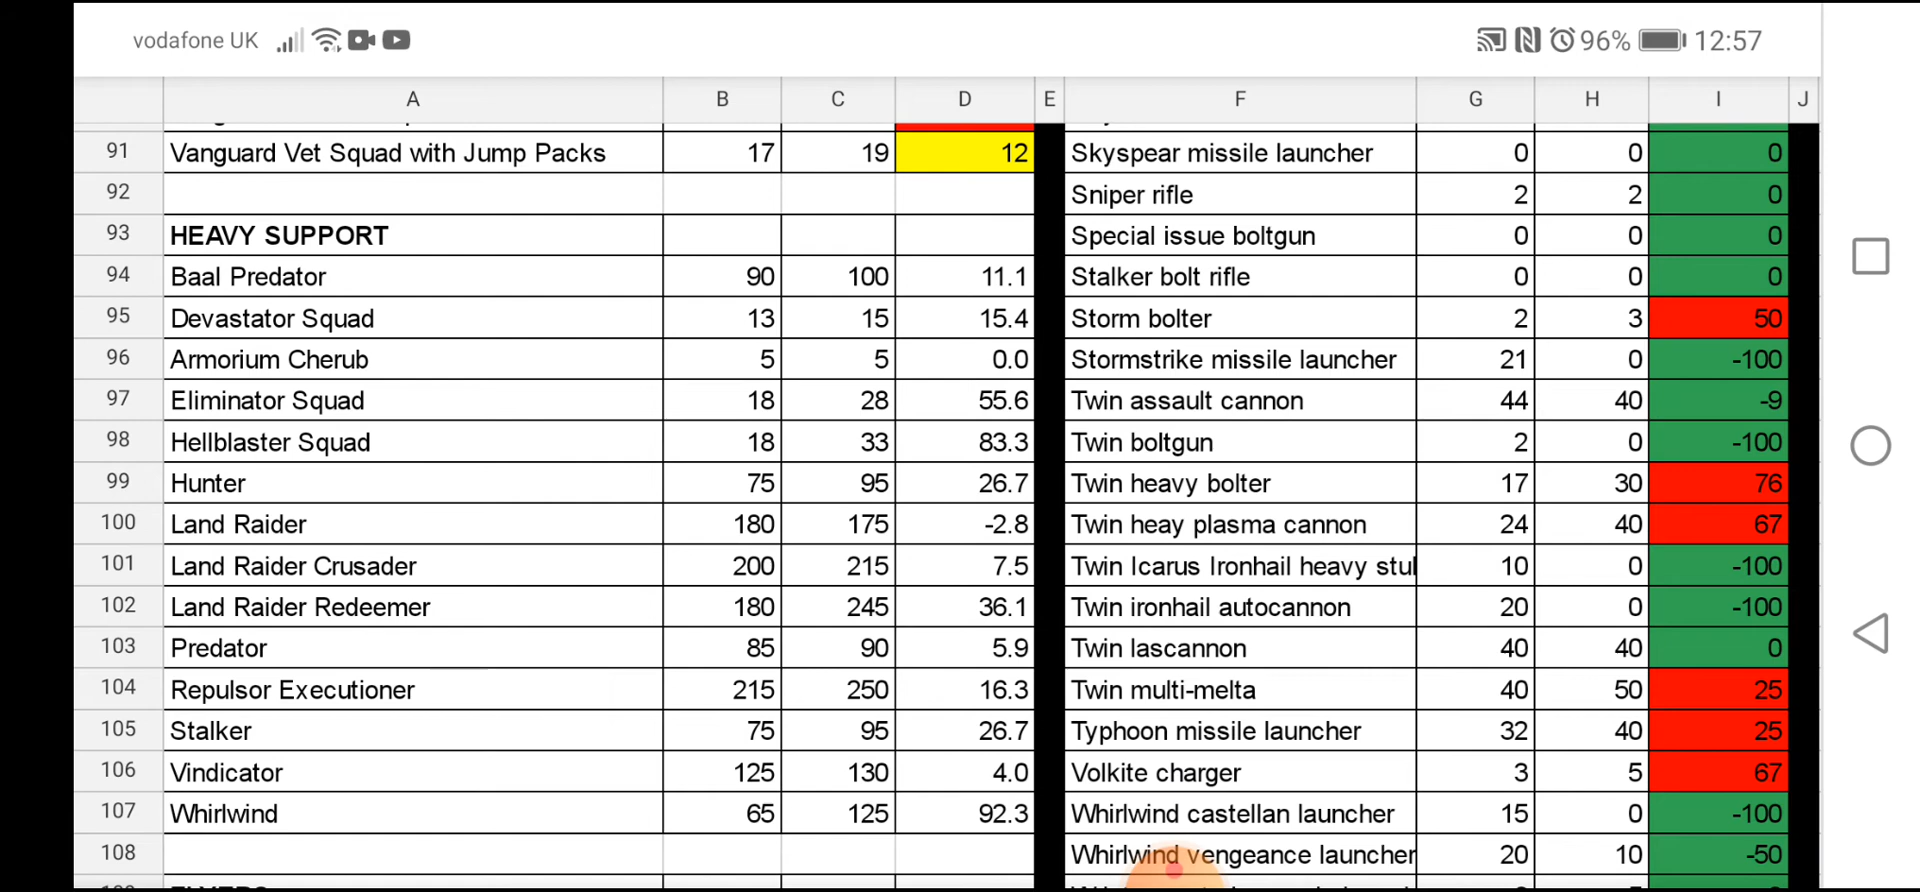 vodafone UK 96% 12:57
A B C D E F G H I J
91 Vanguard Vet Squad with Jump Packs 17 19 12 Skyspear missile launcher 0 0 0
92 Sniper rifle 2 2 0
93 HEAVY SUPPORT Special issue boltgun 0 0 0
94 Baal Predator 90 100 11.1 Stalker bolt rifle 0 0 0
95 Devastator Squad 13 15 15.4 Storm bolter 2 3 50
96 Armorium Cherub 5 5 0.0 Stormstrike missile launcher 21 0 -100
97 Eliminator Squad 18 28 55.6 Twin assault cannon 44 40 -9
98 Hellblaster Squad 18 33 83.3 Twin boltgun 2 0 -100
99 Hunter 75 95 26.7 Twin heavy bolter 17 30 76
100 Land Raider 180 175 -2.8 Twin heay plasma cannon 24 40 67
101 Land Raider Crusader 200 215 7.5 Twin Icarus Ironhail heavy stul 10 0 -100
102 Land Raider Redeemer 180 245 36.1 Twin ironhail autocannon 20 0 -100
103 Predator 85 90 5.9 Twin lascannon 40 40 0
104 Repulsor Executioner 215 250 16.3 Twin multi-melta 40 50 25
105 Stalker 75 95 26.7 Typhoon missile launcher 32 40 25
106 Vindicator 125 130 4.0 Volkite charger 3 5 67
107 Whirlwind 65 125 92.3 Whirlwind castellan launcher 15 0 -100
108 Whirlwind vengeance launcher 20 10 -50